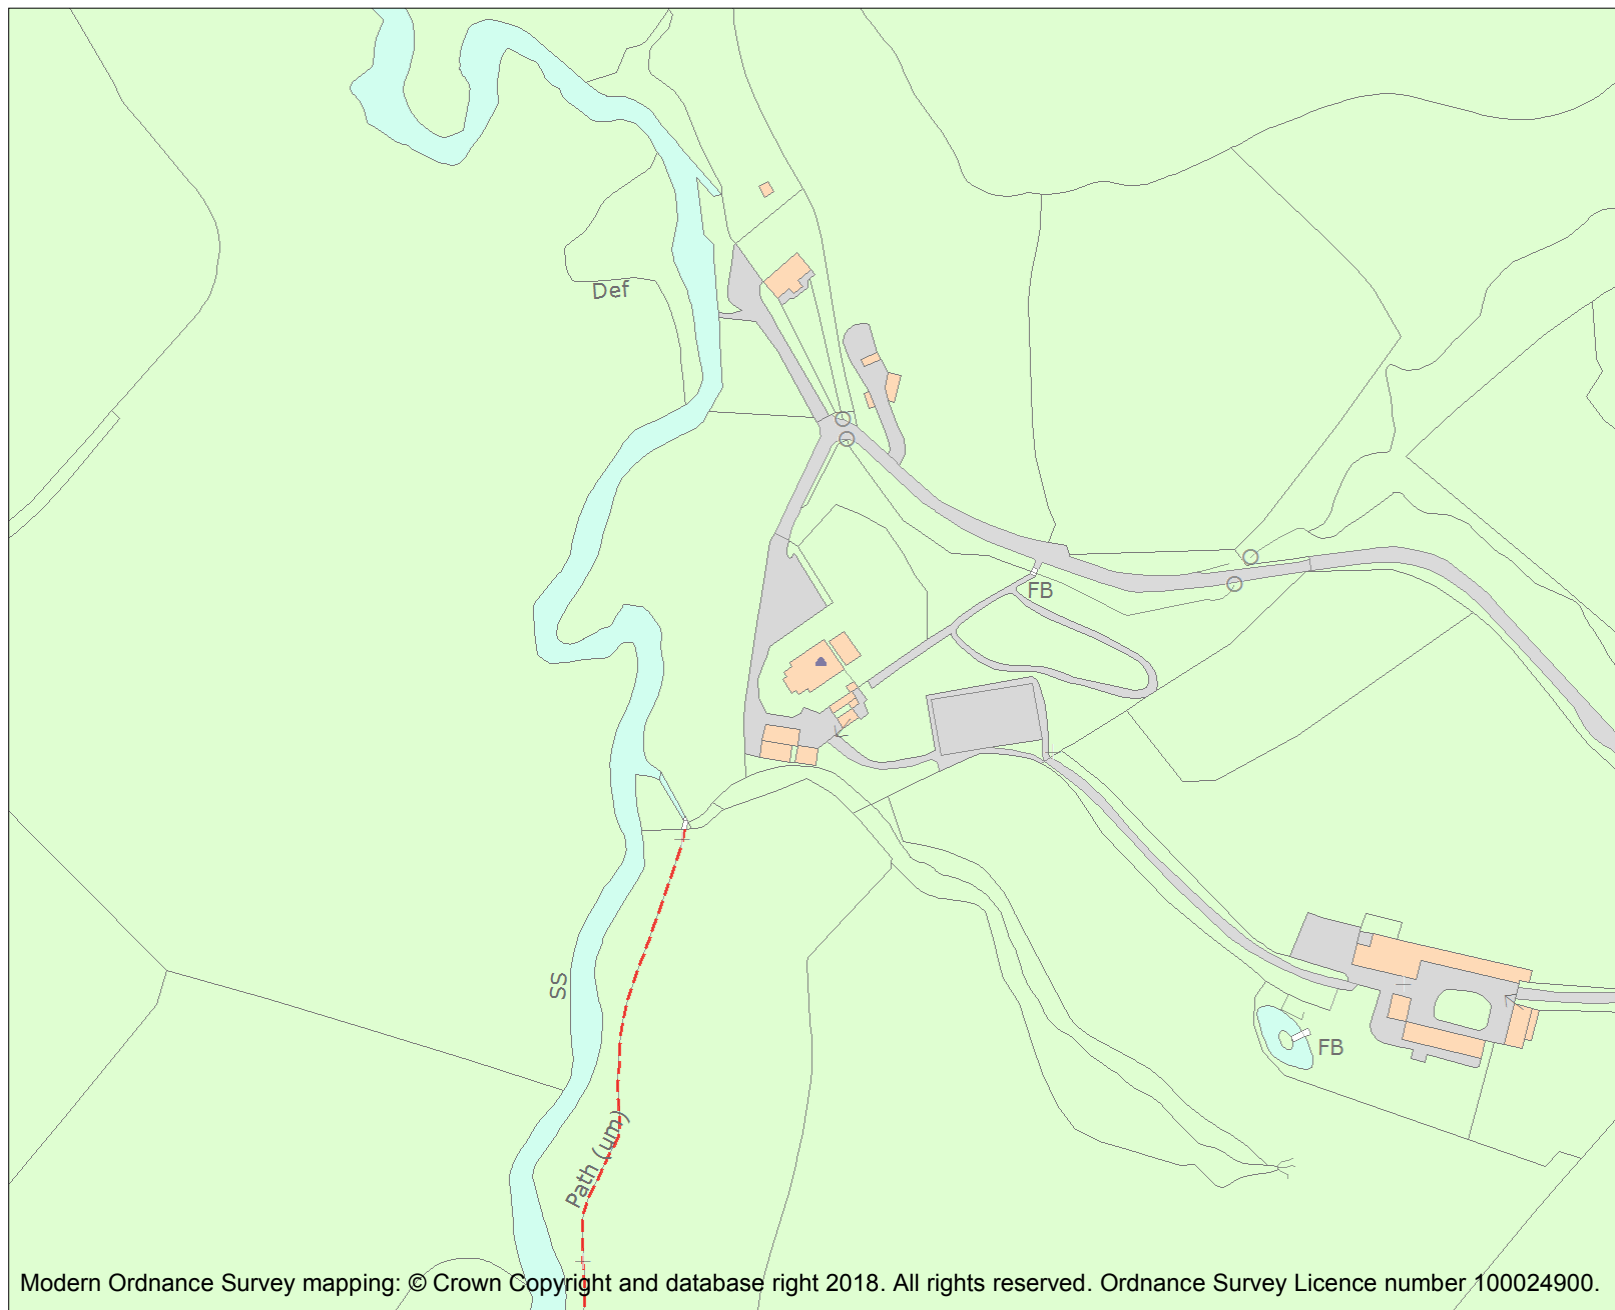 Def
FB
SS
FB
Path (um)
Modern Ordnance Survey mapping: © Crown Copyright and database right 2018. All rights reserved. Ordnance Survey Licence number 100024900.